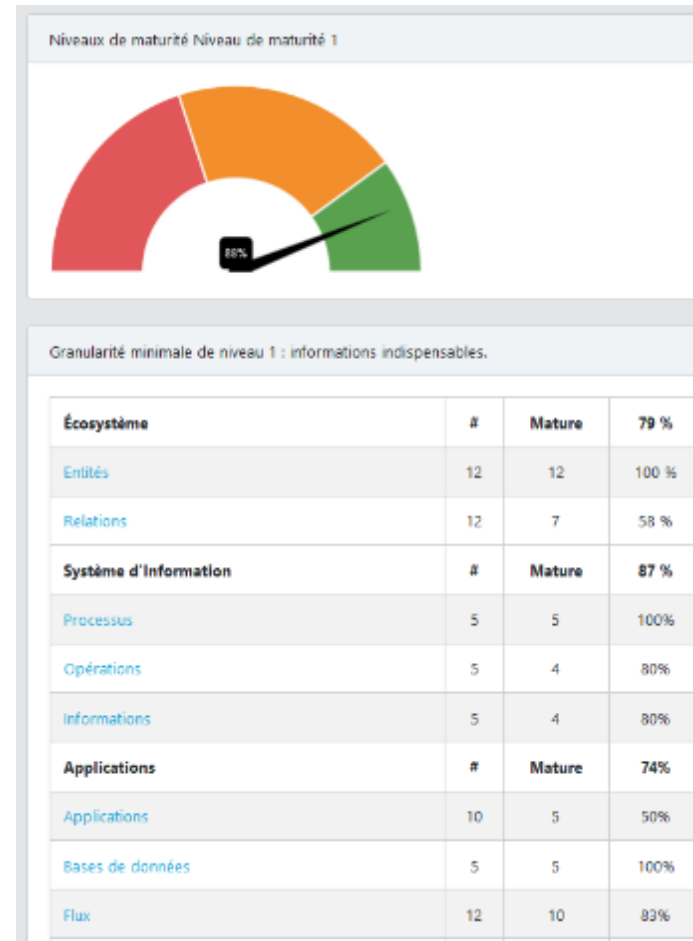 Niveaux de maturité Niveau de maturité 1
88%
Granularité minimale de niveau 1 : informations indispensables.
Écosystème # Mature 79 %
Entités 12 12 100 %
Relations 12 7 58 %
Système d'Information # Mature 87 %
Processus 5 5 100%
Opérations 5 4 80%
Informations 5 4 80%
Applications # Mature 74%
Applications 10 5 50%
Bases de données 5 5 100%
Flux 12 10 83%